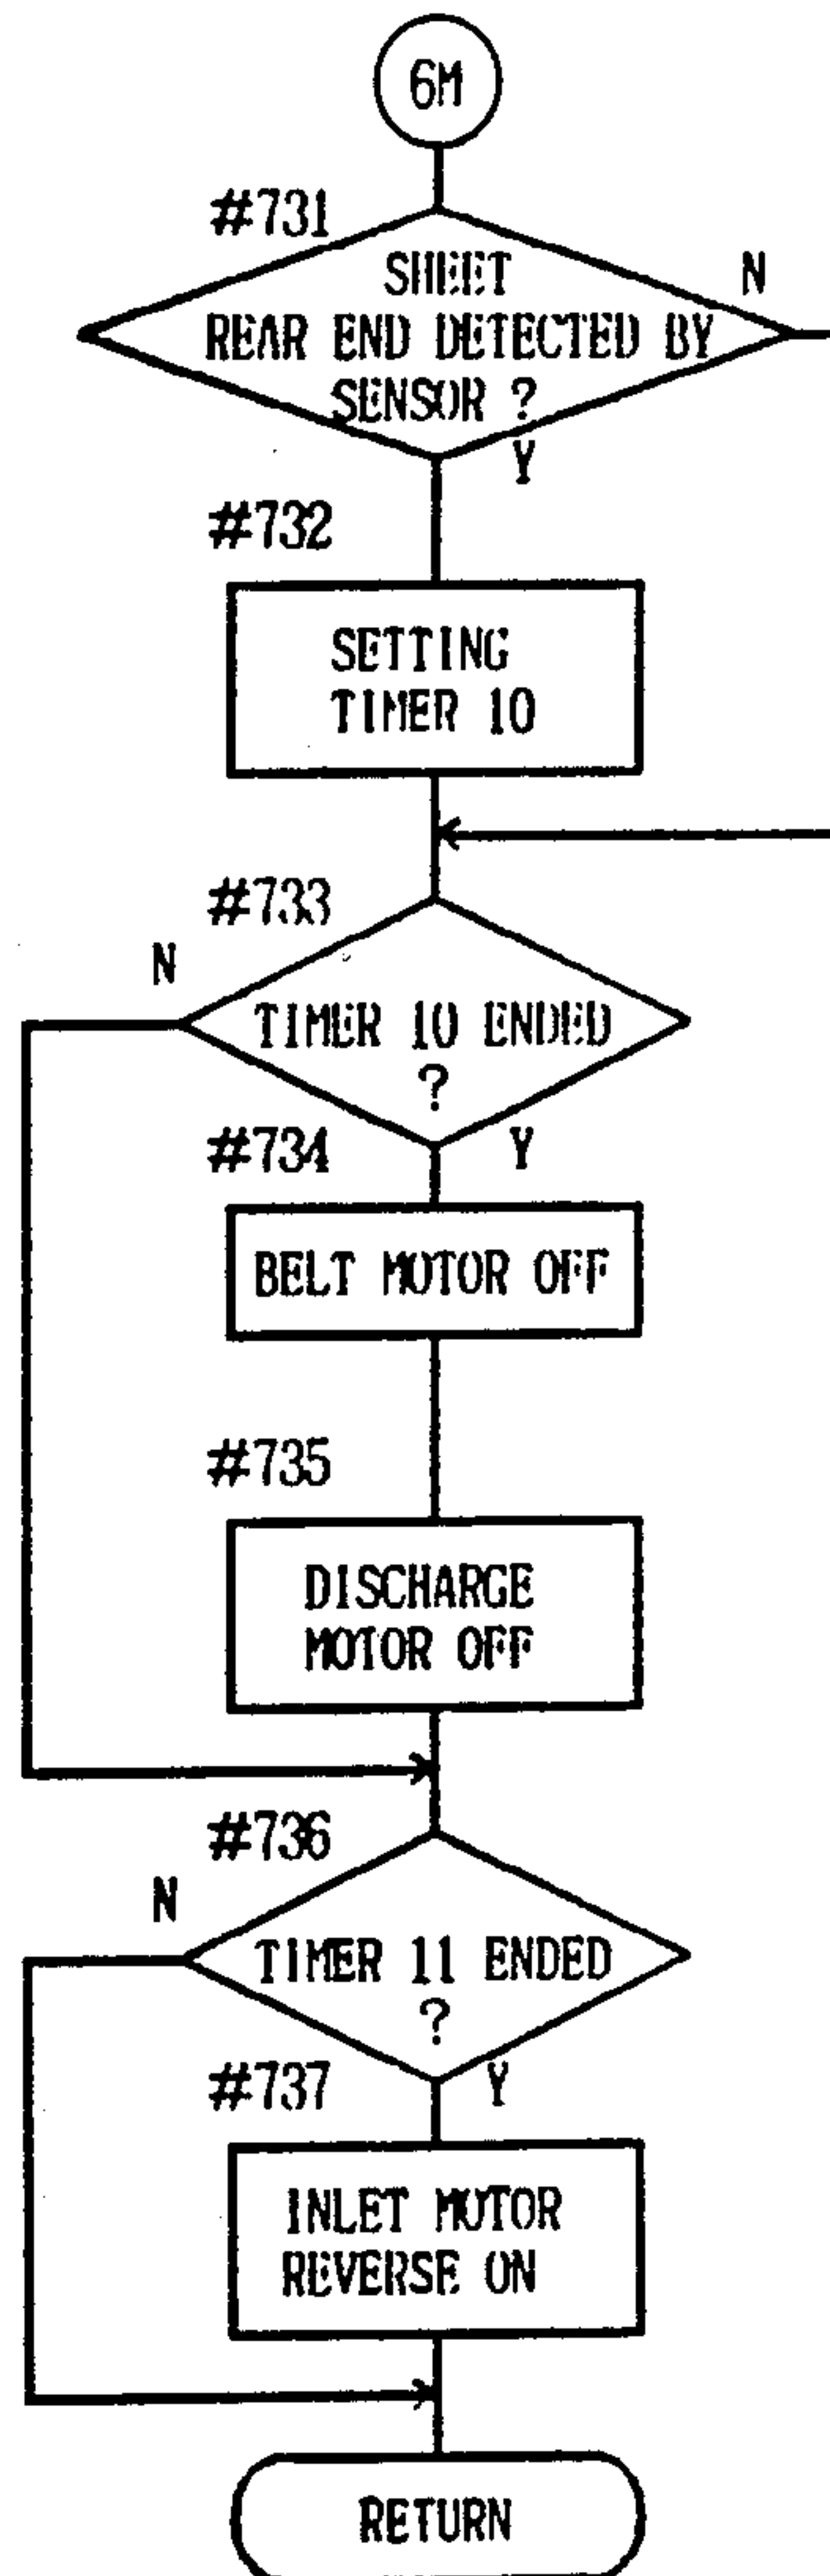 6M
#731
SHEET
N
REAR END DETECTED BY
SENSOR ?
Y
#732
SETTING
TIMER 10
#733
N
TIMER 10 ENDED
?
#734
Y
BELT MOTOR OFF
#735
DISCHARGE
MOTOR OFF
#736
N
TIMER 11 ENDED
?
#737
Y
INLET MOTOR
REVERSE ON
RETURN